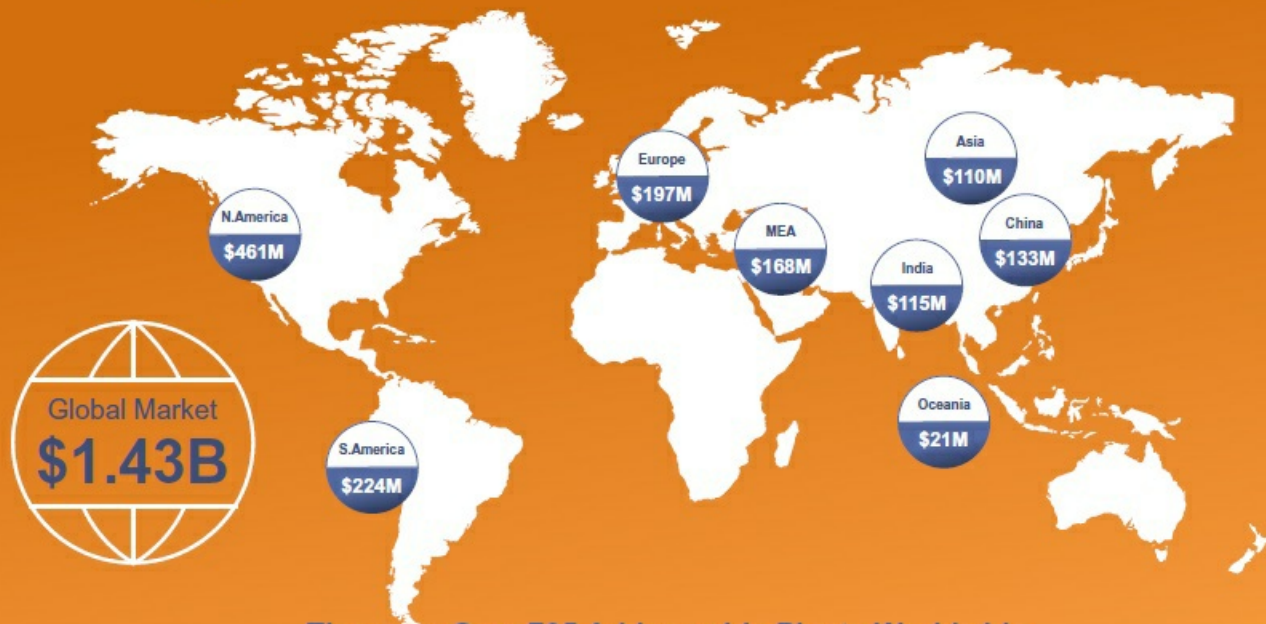 Asia
$110M
Europe
$197M
China
$133M
N.America
$461M
MEA
$168M
India
$115M
Global Market
$1.43B
Oceania
$21M
S.America
$224M